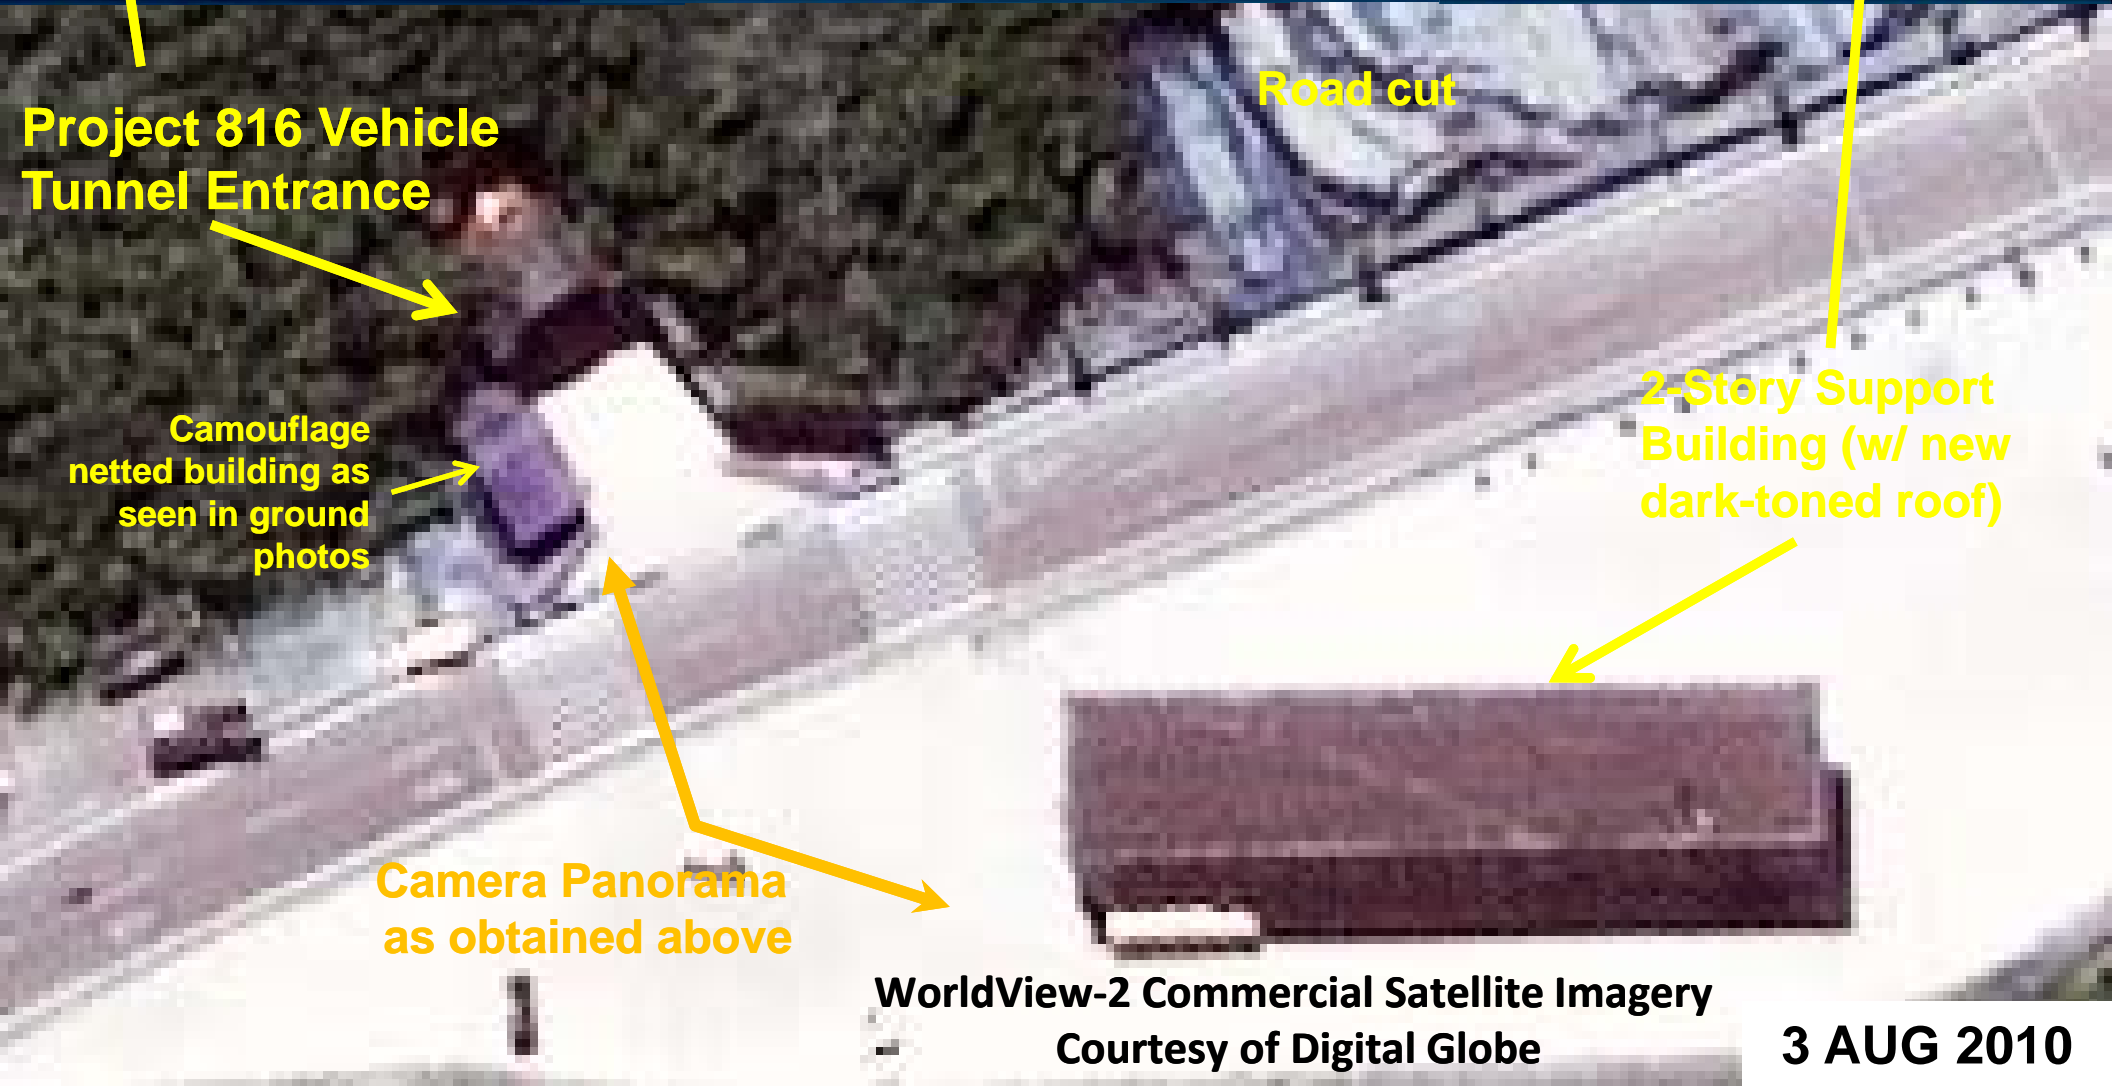 Road cut
Project 816 Vehicle
Tunnel Entrance
2-Story Support
Building (w/ new
dark-toned roof)
Camouflage
netted building as
seen in ground
photos
Camera Panorama
as obtained above
WorldView-2 Commercial Satellite Imagery
Courtesy of Digital Globe
3 AUG 2010